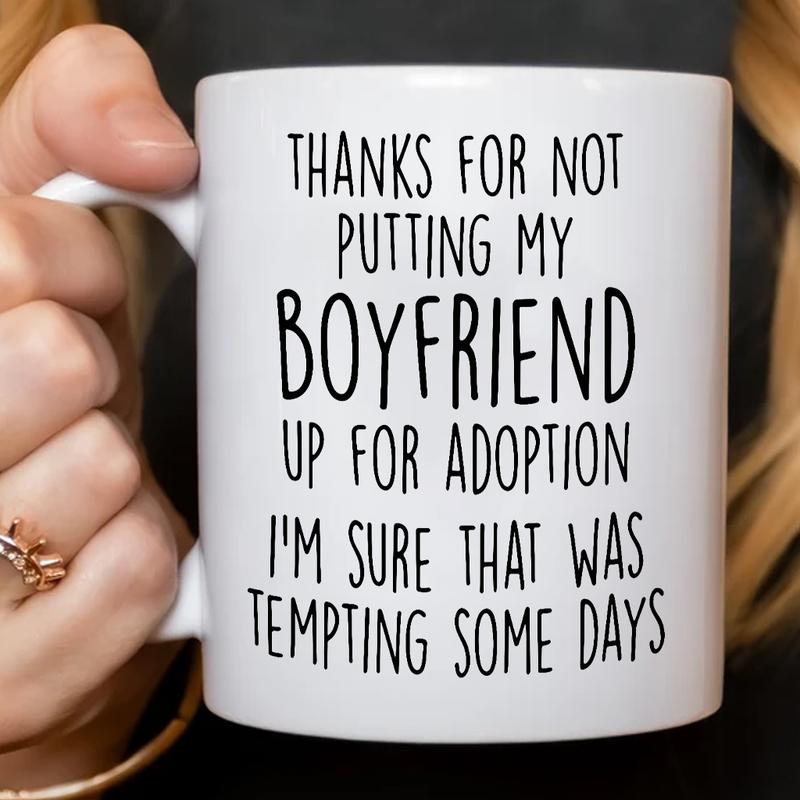 THANKS FOR NOT
PUTTING MY
BOYFRIEND
UP FOR ADOPTION
I'M SURE THAT WAS
TEMPTING SOME DAYS